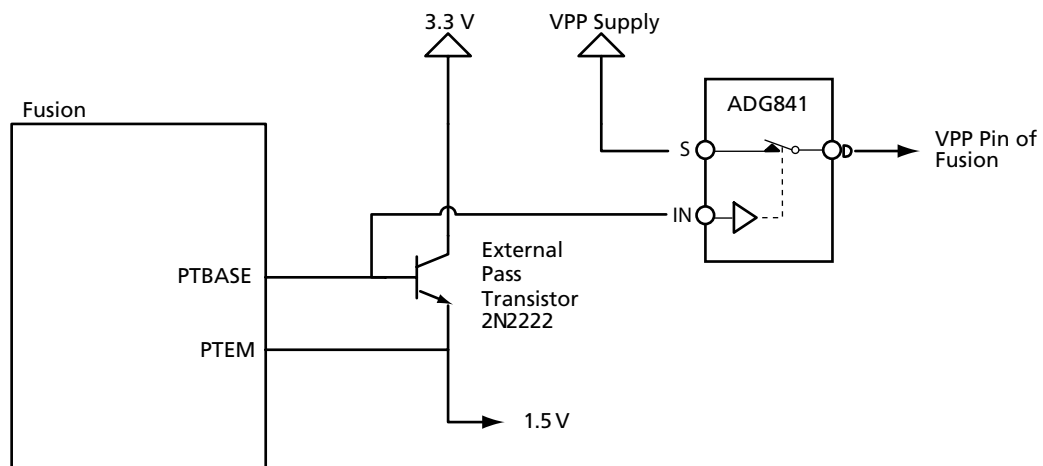 3.3 V
VPP Supply
Fusion
ADG841
S
D
VPP Pin of
Fusion
IN
External
Pass
Transistor
2N2222
PTBASE
PTEM
1.5 V